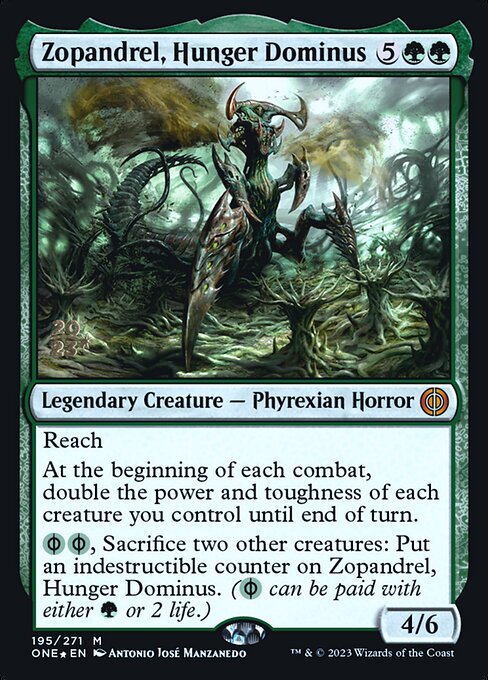 Zopandrel, Hunger Dominus 5
20
23
Legendary Creature — Phyrexian Horror
Reach
At the beginning of each combat,
double the power and toughness of each
creature you control until end of turn.
, Sacrifice two other creatures: Put
an indestructible counter on Zopandrel,
Hunger Dominus. ( can be paid with
either or 2 life.)
4/6
195/271 M
ONE★EN Antonio José Manzanedo
™ & © 2023 Wizards of the Coast